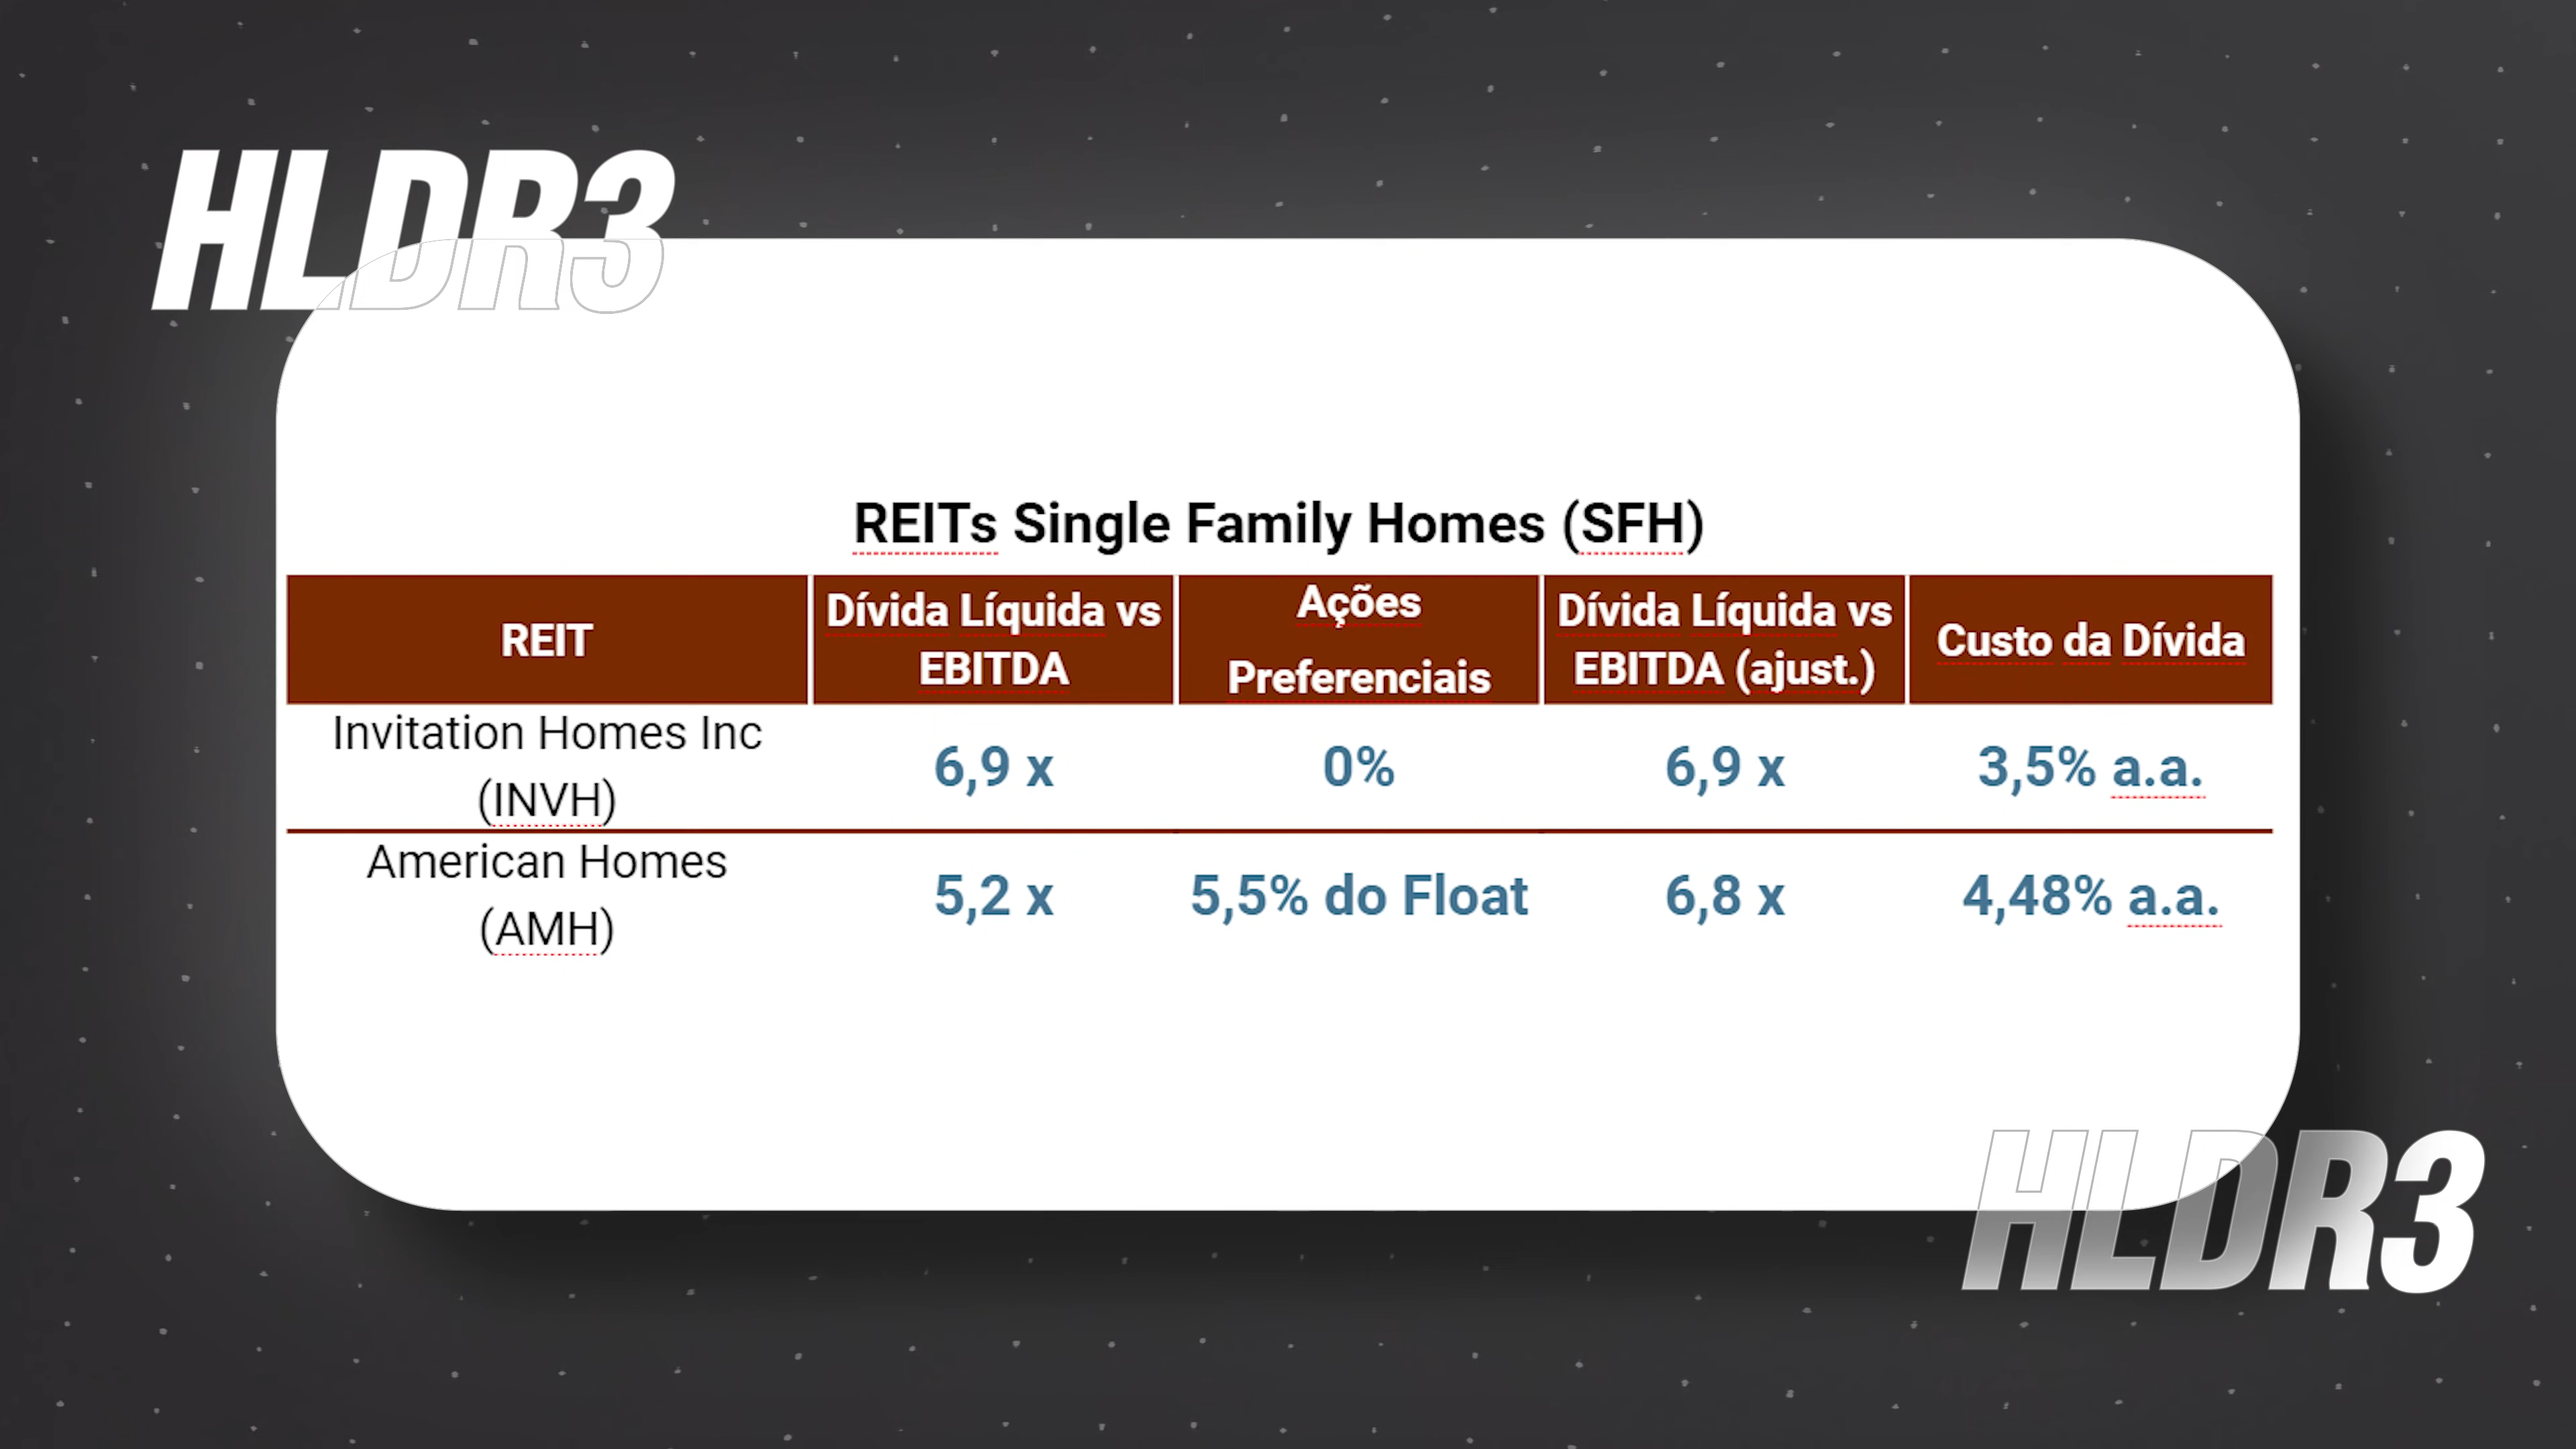 HLDR3
REITs Single Family Homes (SFH)
REIT
Dívida Líquida vs
EBITDA
Ações
Preferenciais
Dívida Líquida vs
EBITDA (ajust.)
Custo da Dívida
Invitation Homes Inc
(INVH)
6,9 x
0%
6,9 x
3,5% a.a.
American Homes
(AMH)
5,2 x
5,5% do Float
6,8 x
4,48% a.a.
HLDR3